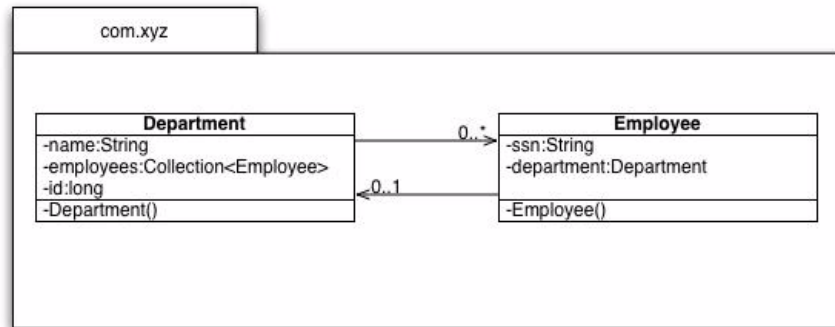 com.xyz
Department
-name:String
-employees:Collection<Employee>
-id:long
-Department()
0..*
0..1
Employee
-ssn:String
-department:Department
-Employee()